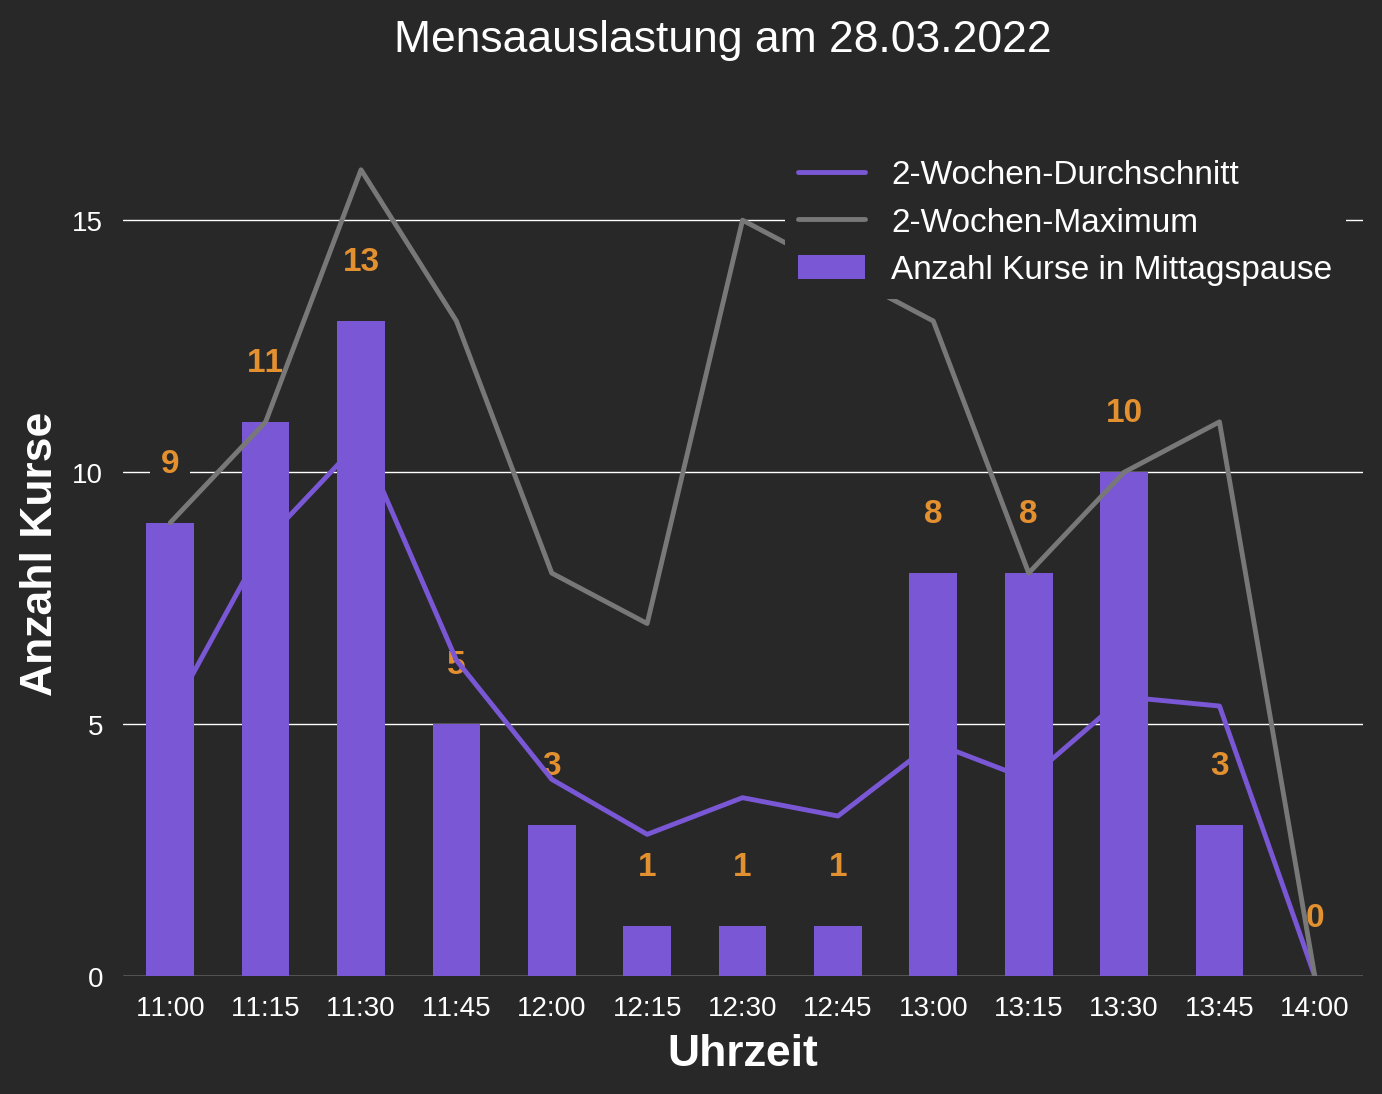 Mensaauslastung am 28.03.2022
2-Wochen-Durchschnitt
2-Wochen-Maximum
Anzahl Kurse in Mittagspause
Anzahl Kurse
15
10
5
0
9
11
13
5
3
1
1
1
8
8
10
3
0
11:00 11:15 11:30 11:45 12:00 12:15 12:30 12:45 13:00 13:15 13:30 13:45 14:00
Uhrzeit